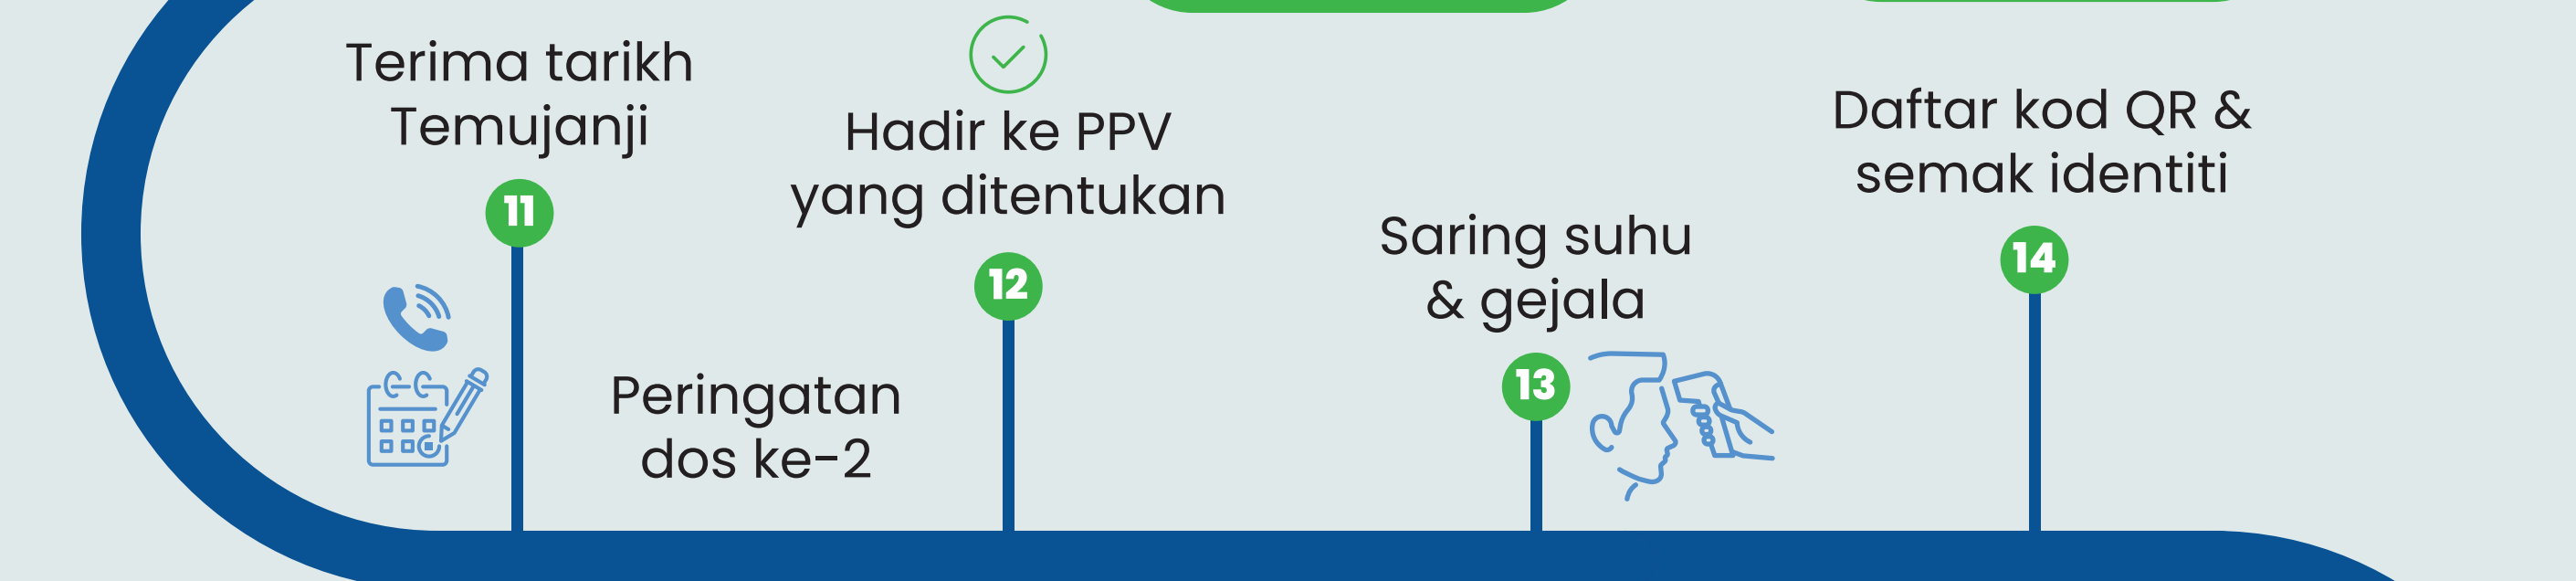 Terima tarikh
Temujanji
11
Peringatan
dos ke-2
Hadir ke PPV
yang ditentukan
12
Saring suhu
& gejala
13
Daftar kod QR &
semak identiti
14